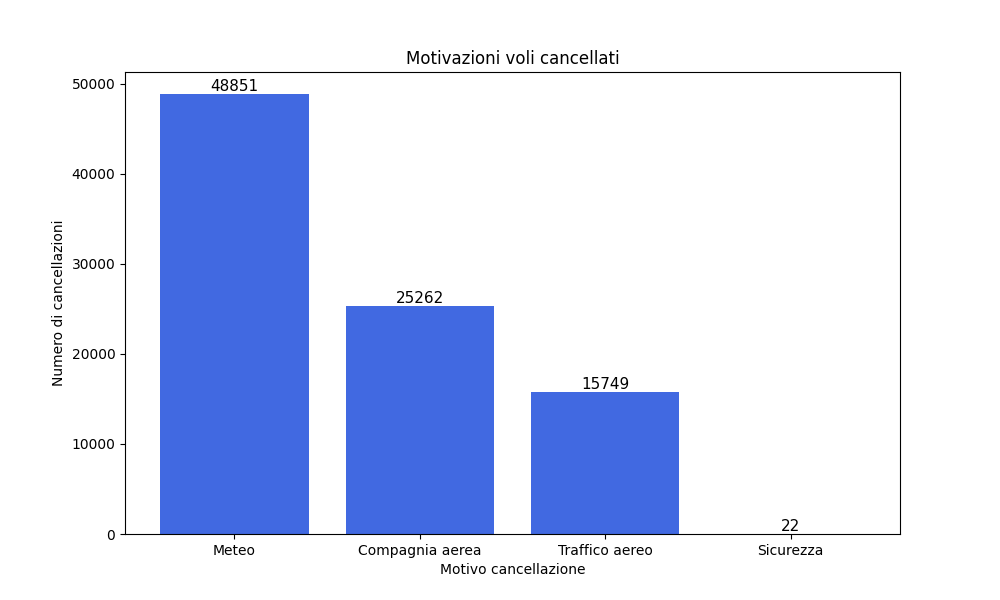 Motivazioni voli cancellati
50000
40000
30000
20000
10000
0
Numero di cancellazioni
48851
25262
15749
22
Meteo
Compagnia aerea
Traffico aereo
Sicurezza
Motivo cancellazione